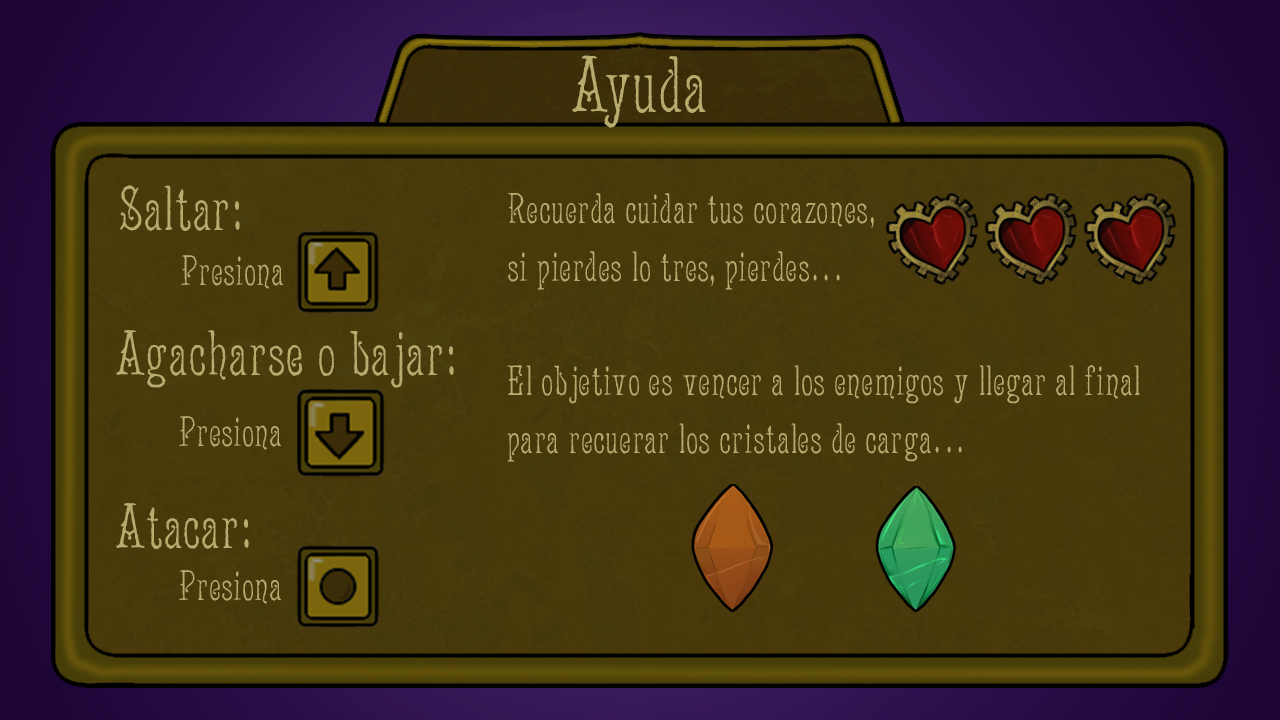 Ayuda
Saltar:
Presiona
Agacharse o bajar:
Presiona
Atacar:
Presiona
Recuerda cuidar tus corazones,
si pierdes lo tres, pierdes...
El objetivo es vencer a los enemigos y llegar al final
para recuerar los cristales de carga...